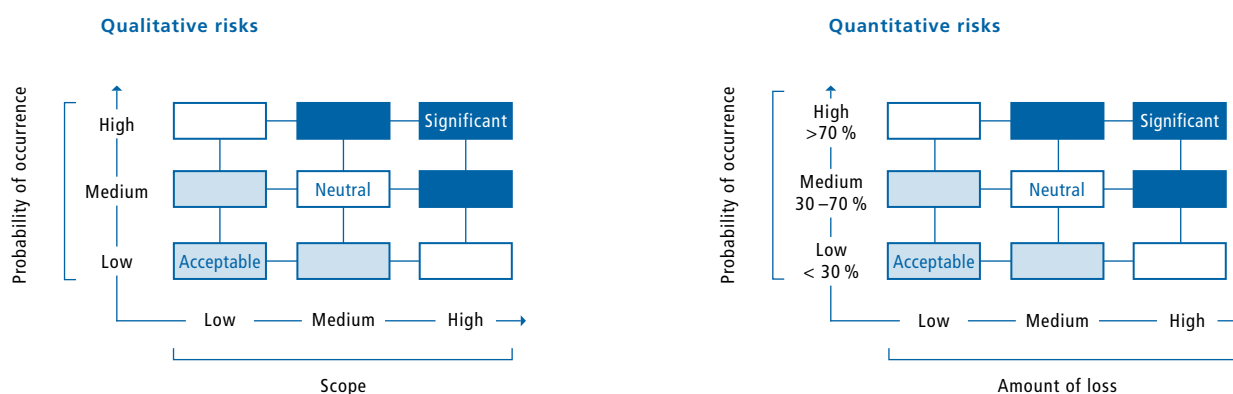 Qualitative risks
Probability of occurrence
High
Significant
Medium
Neutral
Low
Acceptable
Low
Medium
High
Scope
Quantitative risks
Probability of occurrence
High
>70 %
Significant
Medium
30 –70 %
Neutral
Low
< 30 %
Acceptable
Low
Medium
High
Amount of loss